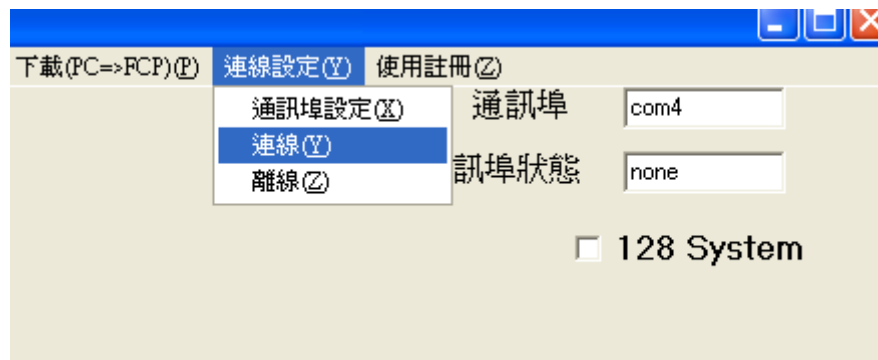 下載(PC=>FCP)(P) 連線設定(Y) 使用註冊(Z)
通訊埠設定(X) 通訊埠 com4
連線(Y)
離線(Z) 訊埠狀態 none
128 System